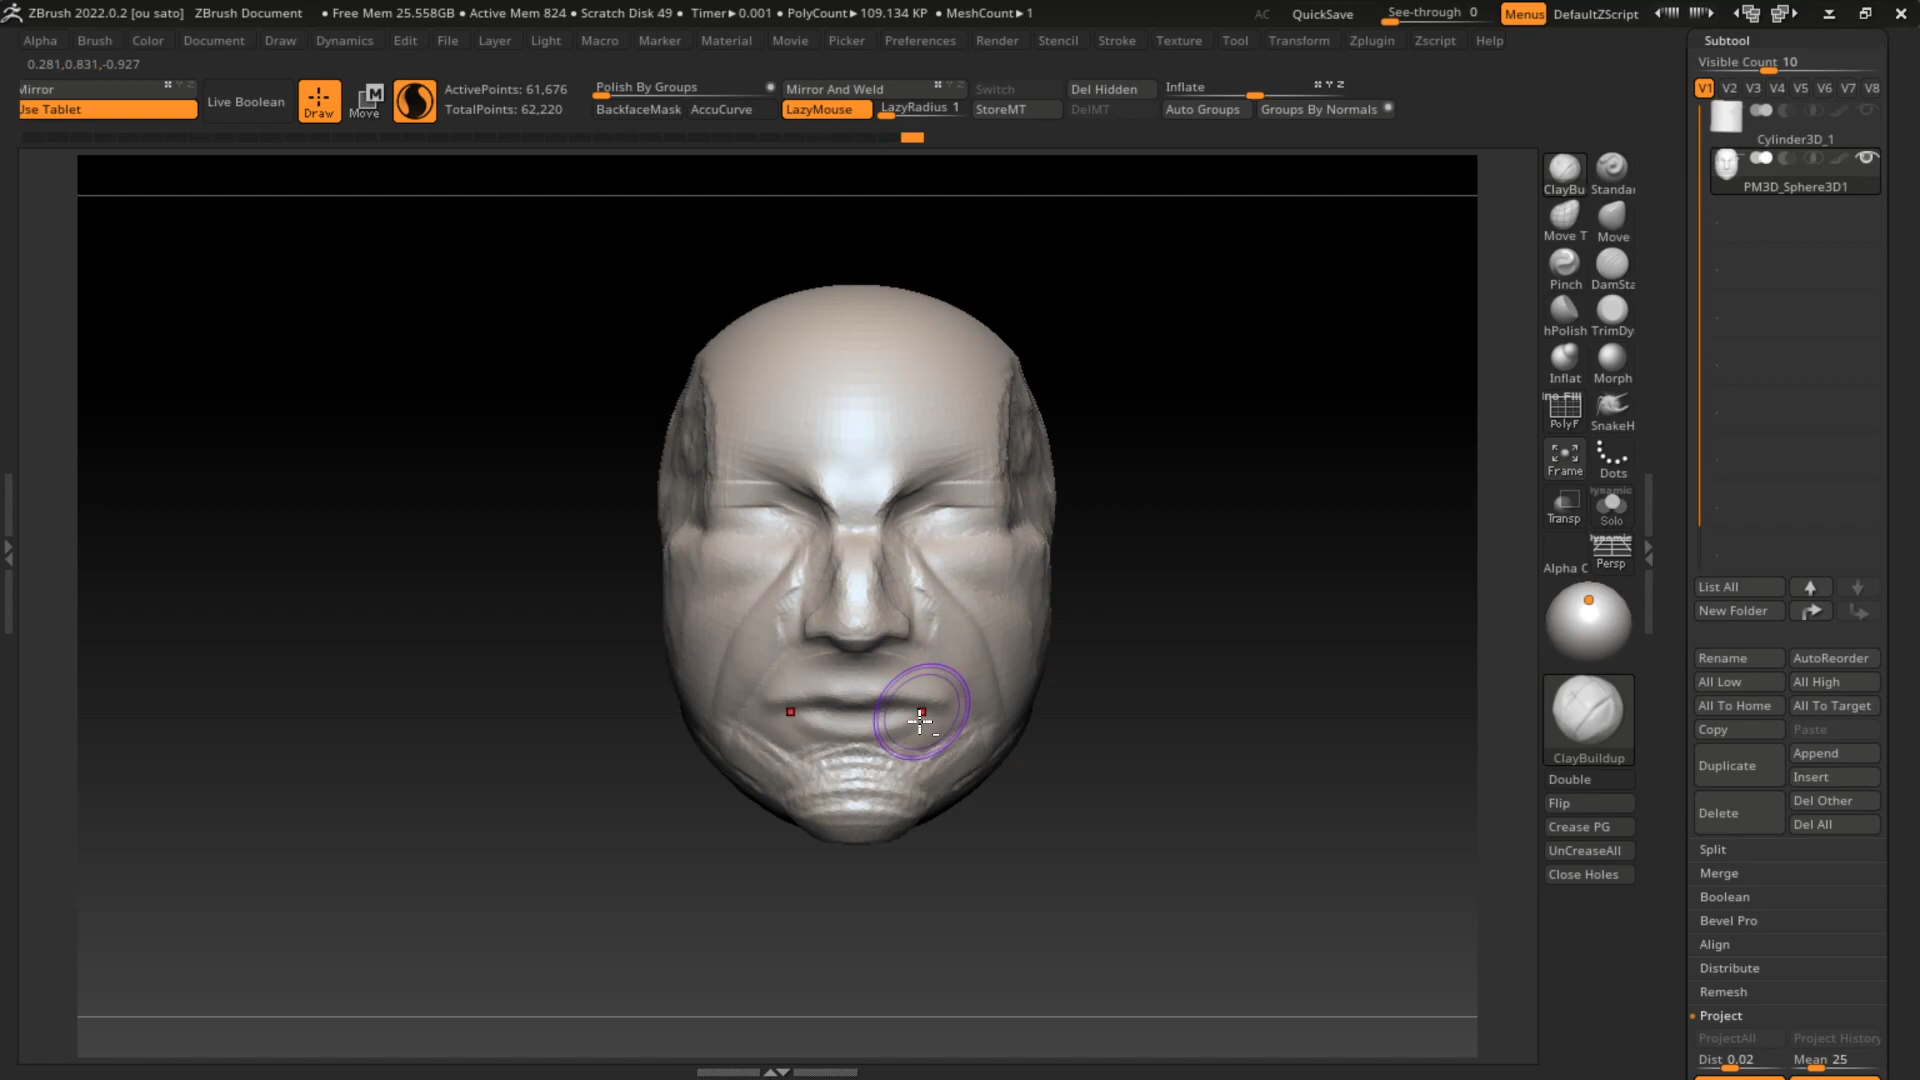 ZBrush 2022.0.2 [ou sato] ZBrush Document • Free Mem 25.558GB • Active Mem 824 • Scratch Disk 49 • Timer▶0.001 • PolyCount▶109.134 KP • MeshCount▶1 AC QuickSave See-through 0 Menus DefaultZScript
Alpha Brush Color Document Draw Dynamics Edit File Layer Light Macro Marker Material Movie Picker Preferences Render Stencil Stroke Texture Tool Transform Zplugin Zscript Help
0.281,0.831,-0.927
Mirror
Use Tablet
Live Boolean
Draw
Move
ActivePoints: 61,676
TotalPoints: 62,220
Polish By Groups
BackfaceMask AccuCurve
Mirror And Weld
LazyMouse LazyRadius 1
Switch
StoreMT
Del Hidden
DelMT
Inflate
X Y Z
Auto Groups Groups By Normals
Subtool
Visible Count 10
V1 V2 V3 V4 V5 V6 V7 V8
Cylinder3D_1
PM3D_Sphere3D1
ClayBu Standar
Move T Move
Pinch DamSta
hPolish TrimDy
Inflat Morph
PolyF SnakeH
Frame Dots
Dynamic
Transp Solo
Dynamic
Persp
Alpha O
ClayBuildup
Double
Flip
Crease PG
UnCreaseAll
Close Holes
List All
New Folder
Rename AutoReorder
All Low All High
All To Home All To Target
Copy Paste
Duplicate Append
Insert
Delete Del Other
Del All
Split
Merge
Boolean
Bevel Pro
Align
Distribute
Remesh
Project
ProjectAll Project History
Dist 0.02 Mean 25